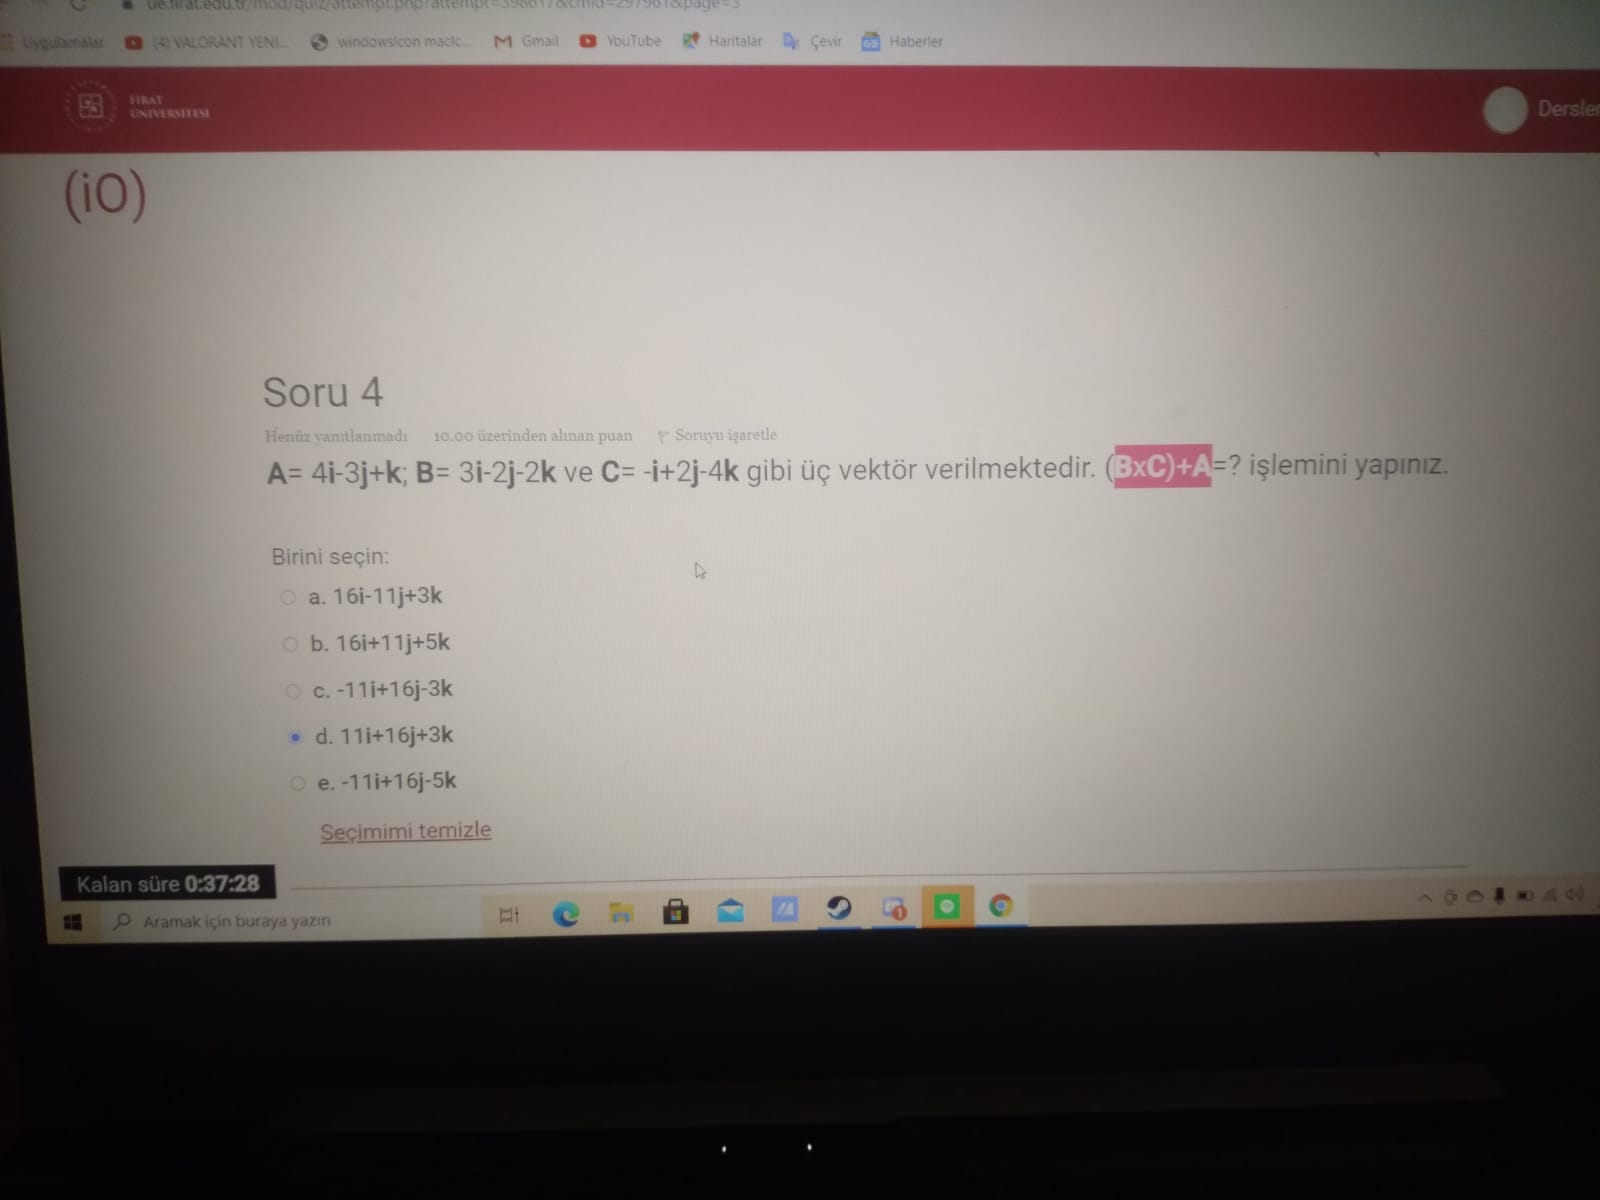 ue.firat.edu.tr/mod/quiz/attempt.php?attempt=398617&cmid=297961&page=3
Uygulamalar (4) VALORANT YENİ... windowsicon macic... Gmail YouTube Haritalar Çevir Haberler
FIRAT
ÜNİVERSİTESİ
Dersler
(iO)
Soru 4
Henüz yanıtlanmadı 10.00 üzerinden alınan puan Soruyu işaretle
A= 4i-3j+k; B= 3i-2j-2k ve C= -i+2j-4k gibi üç vektör verilmektedir. (BxC)+A=? işlemini yapınız.
Birini seçin:
a. 16i-11j+3k
b. 16i+11j+5k
c. -11i+16j-3k
d. 11i+16j+3k
e. -11i+16j-5k
Seçimimi temizle
Kalan süre 0:37:28
Aramak için buraya yazın